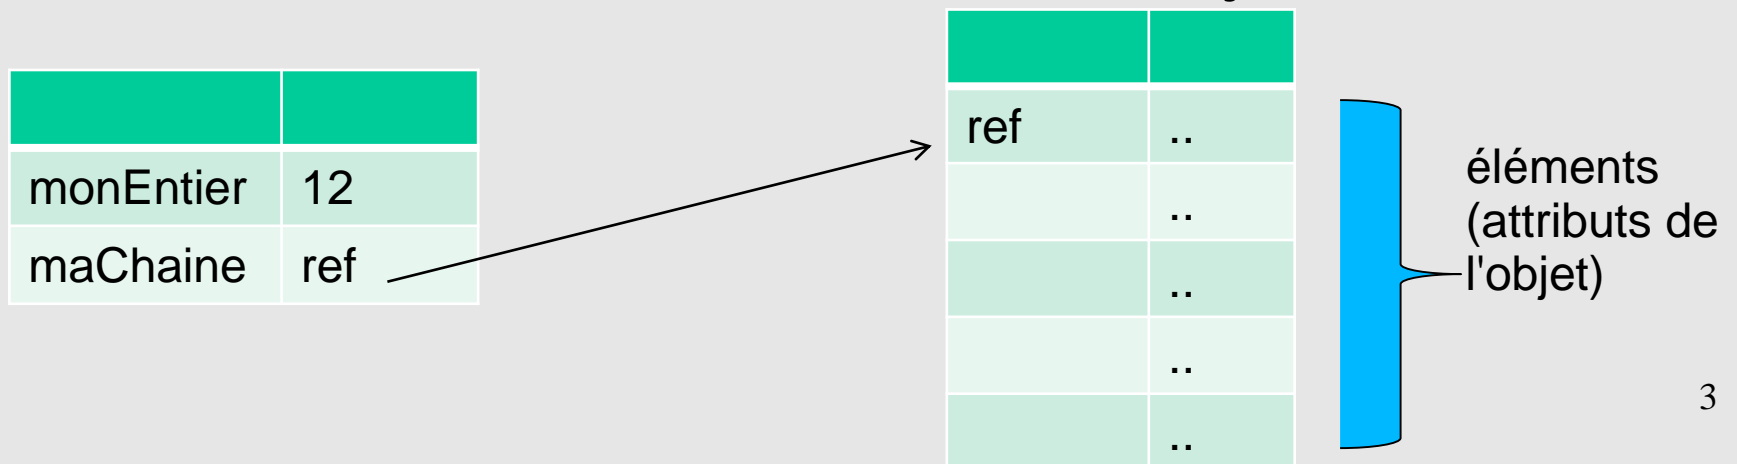 monEntier 12
maChaine ref
ref ..
..
..
..
..
éléments
(attributs de
l'objet)
3